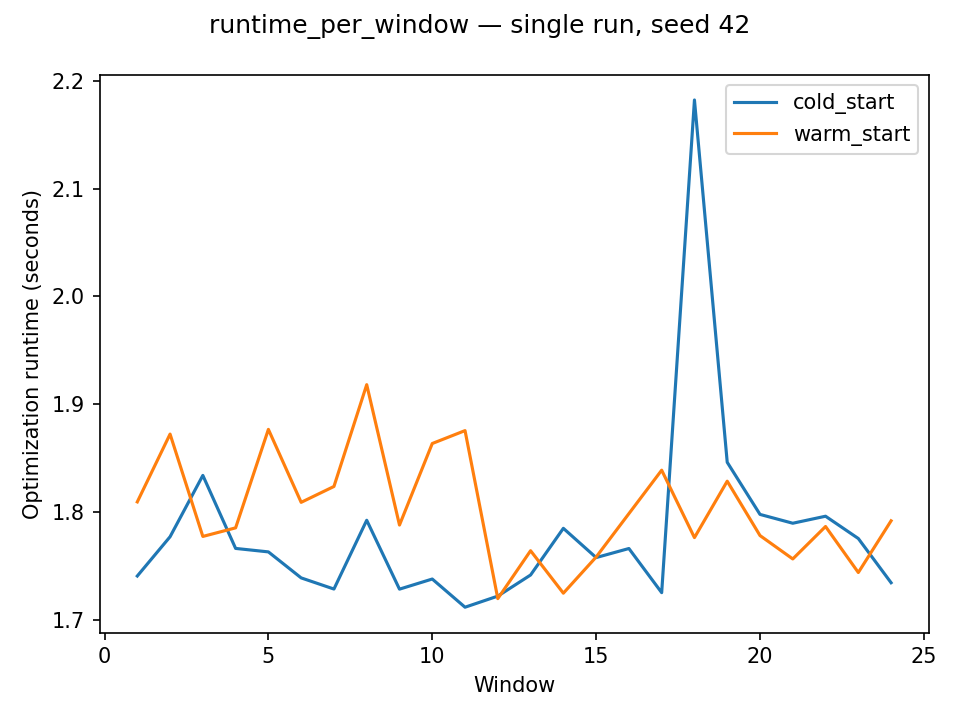 runtime_per_window — single run, seed 42
cold_start
warm_start
Optimization runtime (seconds)
2.2
2.1
2.0
1.9
1.8
1.7
0 5 10 15 20 25
Window